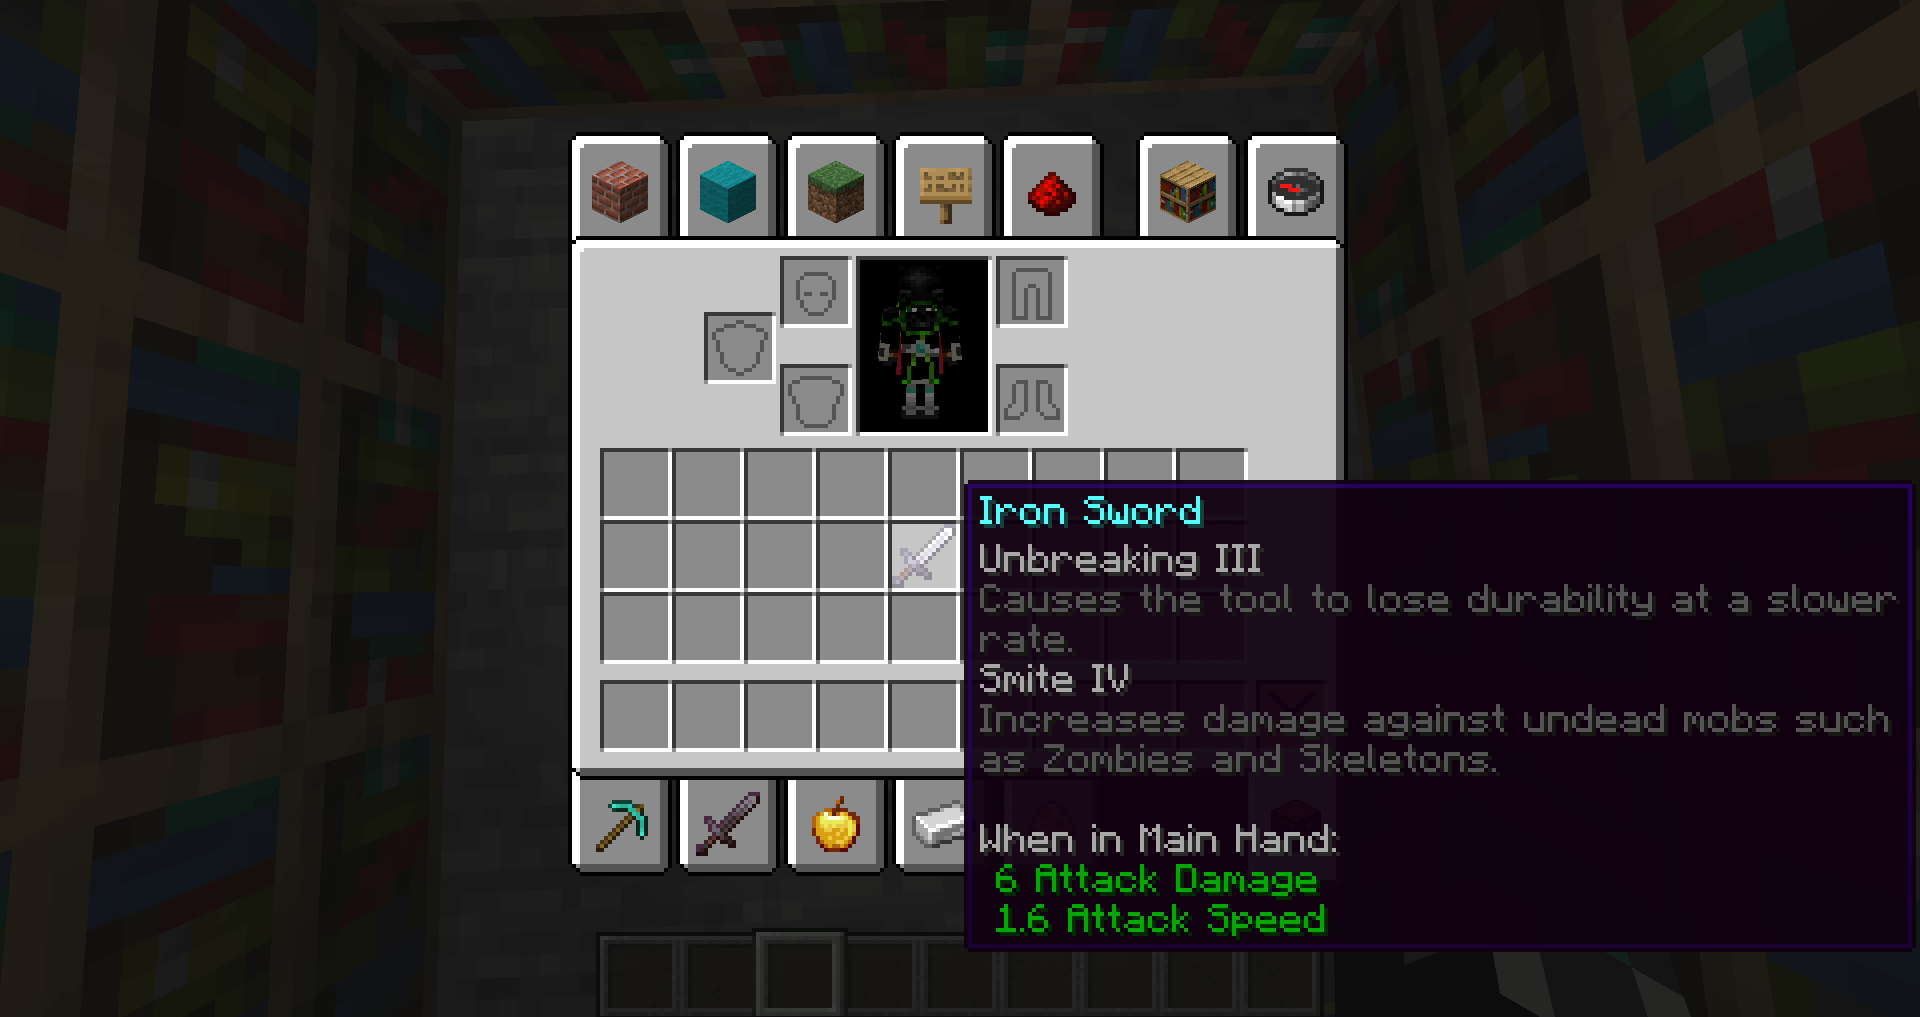 Iron Sword
Unbreaking III
Causes the tool to lose durability at a slower
rate.
Smite IV
Increases damage against undead mobs such
as Zombies and Skeletons.
When in Main Hand:
6 Attack Damage
1.6 Attack Speed